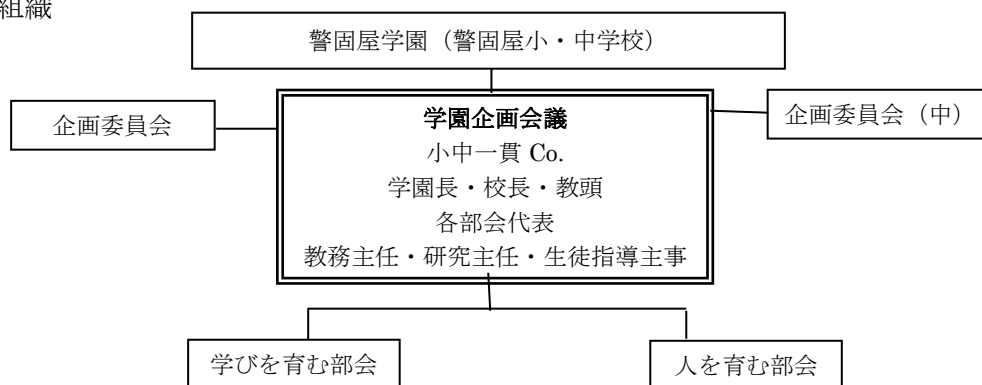 組織
警固屋学園（警固屋小・中学校）
企画委員会
学園企画会議
小中一貫 Co.
学園長・校長・教頭
各部会代表
教務主任・研究主任・生徒指導主事
企画委員会（中）
学びを育む部会
人を育む部会